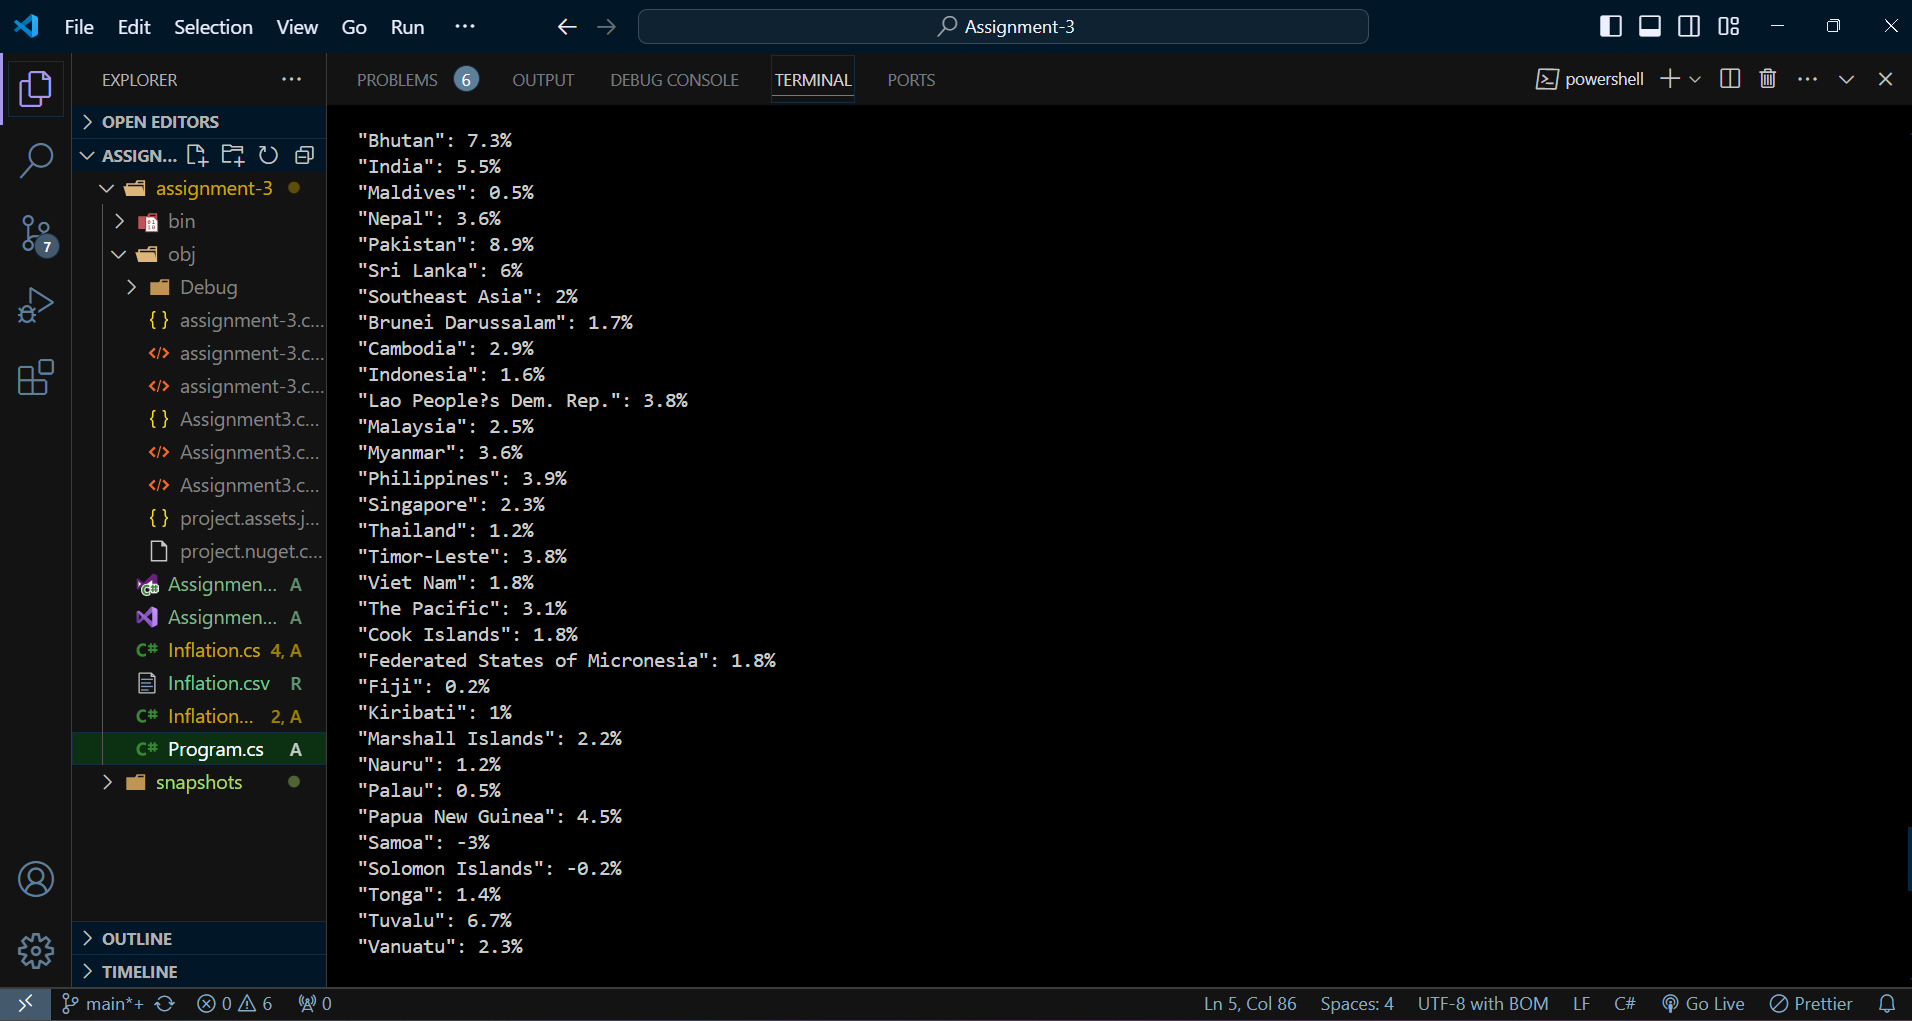 File Edit Selection View Go Run ··· Assignment-3
EXPLORER ···
OPEN EDITORS
ASSIGN...
assignment-3
bin
obj
Debug
{} assignment-3.c...
</> assignment-3.c...
</> assignment-3.c...
{} Assignment3.c...
</> Assignment3.c...
</> Assignment3.c...
{} project.assets.j...
project.nuget.c...
Assignmen... A
Assignmen... A
C# Inflation.cs 4, A
Inflation.csv R
C# Inflation... 2, A
C# Program.cs A
snapshots
OUTLINE
TIMELINE
7
PROBLEMS 6 OUTPUT DEBUG CONSOLE TERMINAL PORTS powershell
"Bhutan": 7.3%
"India": 5.5%
"Maldives": 0.5%
"Nepal": 3.6%
"Pakistan": 8.9%
"Sri Lanka": 6%
"Southeast Asia": 2%
"Brunei Darussalam": 1.7%
"Cambodia": 2.9%
"Indonesia": 1.6%
"Lao People?s Dem. Rep.": 3.8%
"Malaysia": 2.5%
"Myanmar": 3.6%
"Philippines": 3.9%
"Singapore": 2.3%
"Thailand": 1.2%
"Timor-Leste": 3.8%
"Viet Nam": 1.8%
"The Pacific": 3.1%
"Cook Islands": 1.8%
"Federated States of Micronesia": 1.8%
"Fiji": 0.2%
"Kiribati": 1%
"Marshall Islands": 2.2%
"Nauru": 1.2%
"Palau": 0.5%
"Papua New Guinea": 4.5%
"Samoa": -3%
"Solomon Islands": -0.2%
"Tonga": 1.4%
"Tuvalu": 6.7%
"Vanuatu": 2.3%
main*+ 0 6 0 Ln 5, Col 86 Spaces: 4 UTF-8 with BOM LF C# Go Live Prettier